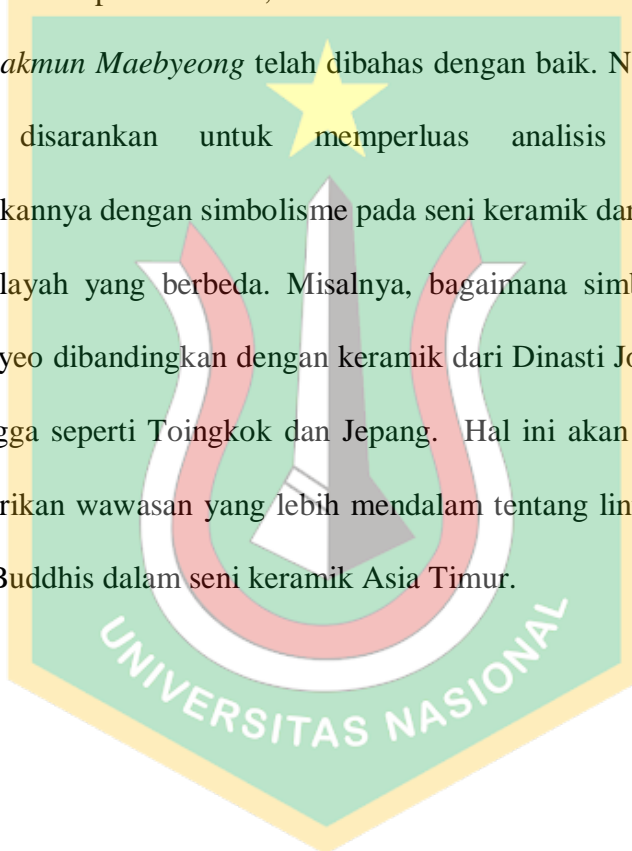 akmun Maebyeong telah dibahas dengan baik. N
disarankan untuk memperluas analisis
kannya dengan simbolisme pada seni keramik dar
layah yang berbeda. Misalnya, bagaimana simb
yeo dibandingkan dengan keramik dari Dinasti Jo
gga seperti Toingkok dan Jepang. Hal ini akan
rikan wawasan yang lebih mendalam tentang lin
Buddhis dalam seni keramik Asia Timur.
UNIVERSITAS NASIONAL